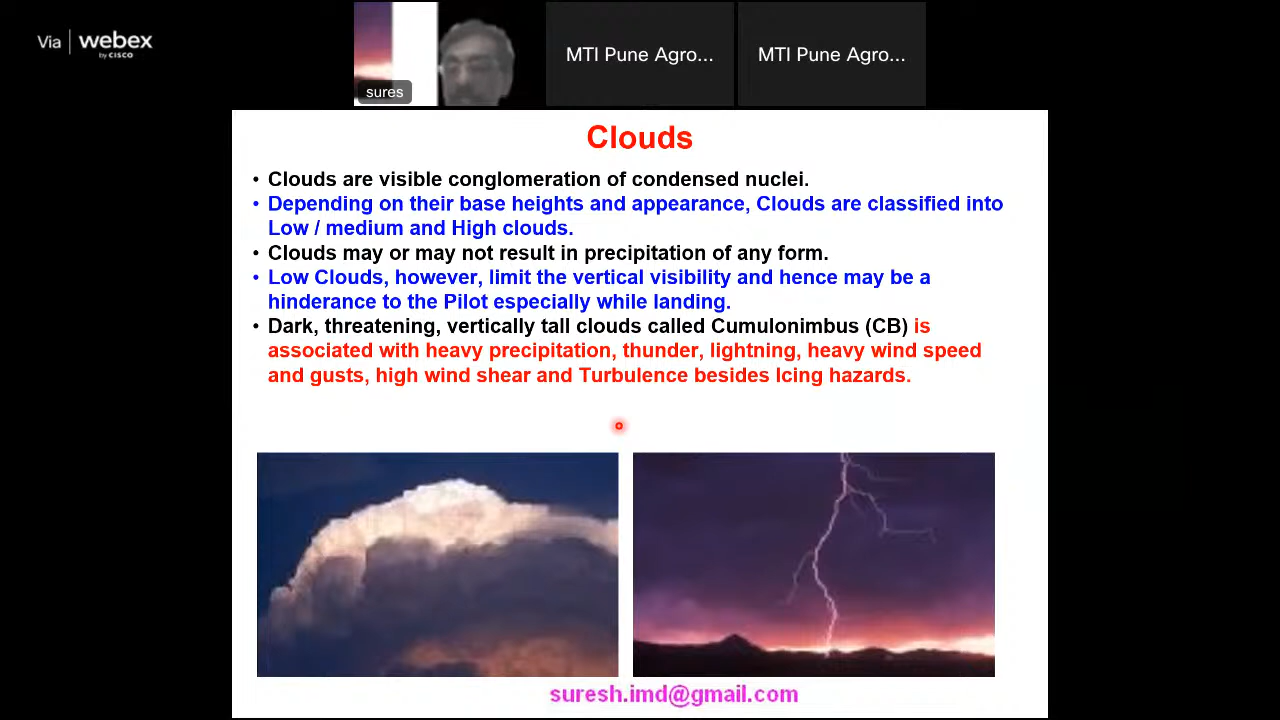 Via webex
by CISCO
sures
MTI Pune Agro...
MTI Pune Agro...
Clouds
• Clouds are visible conglomeration of condensed nuclei.
• Depending on their base heights and appearance, Clouds are classified into
Low / medium and High clouds.
• Clouds may or may not result in precipitation of any form.
• Low Clouds, however, limit the vertical visibility and hence may be a
hinderance to the Pilot especially while landing.
• Dark, threatening, vertically tall clouds called Cumulonimbus (CB) is
associated with heavy precipitation, thunder, lightning, heavy wind speed
and gusts, high wind shear and Turbulence besides Icing hazards.
suresh.imd@gmail.com